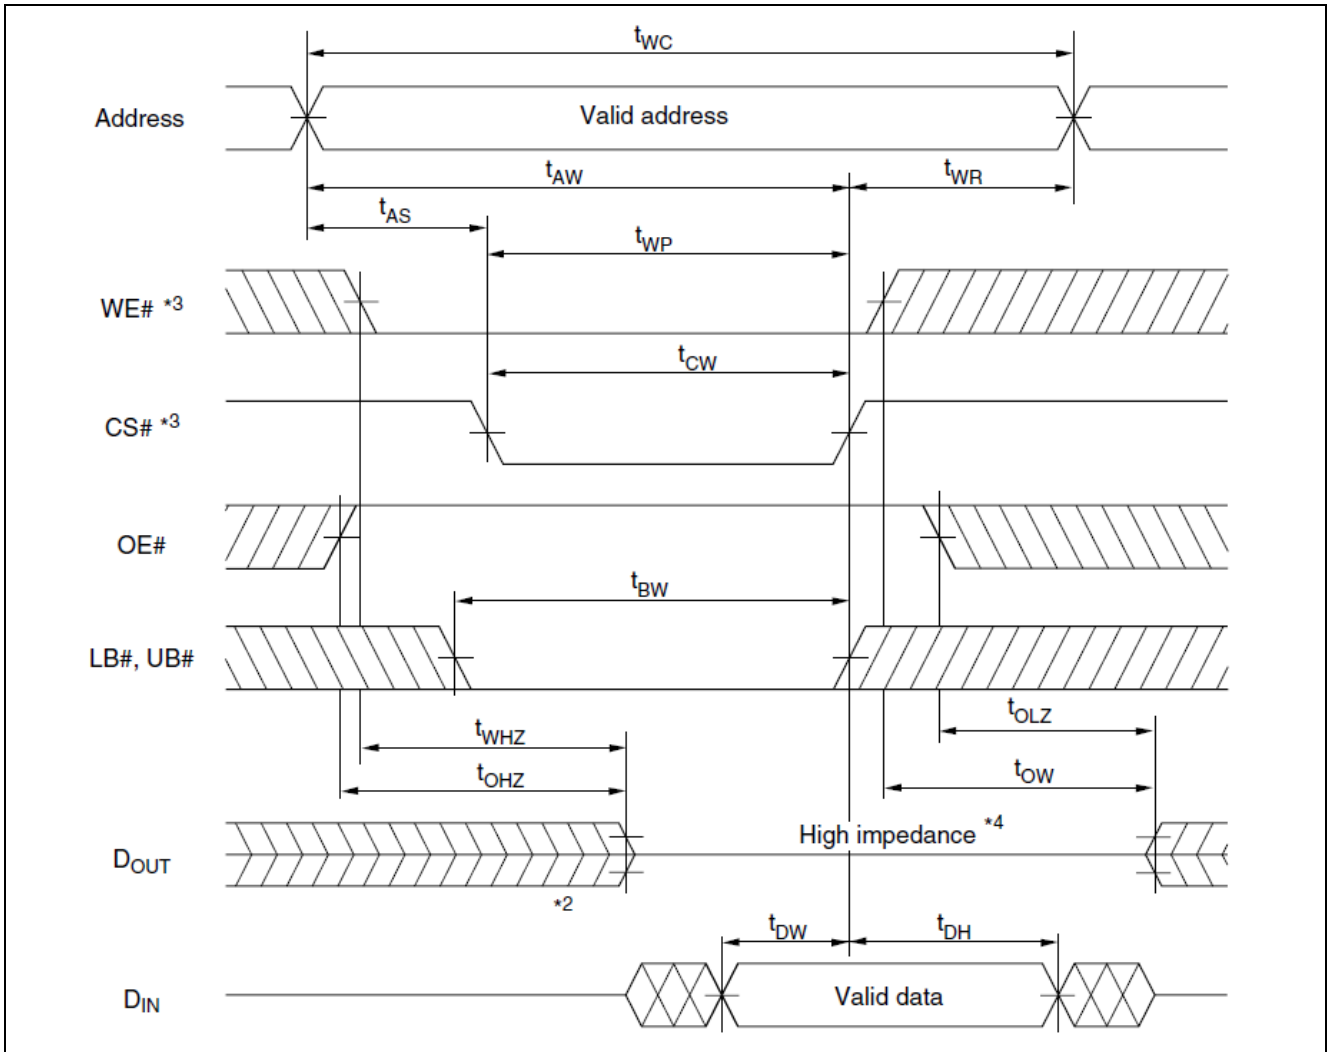 tWC
Address
Valid address
tAW
tWR
tAS
tWP
WE# *3
tCW
CS# *3
OE#
tBW
LB#, UB#
tOLZ
tWHZ
tOW
tOHZ
High impedance *4
DOUT
*2
tDW
tDH
DIN
Valid data